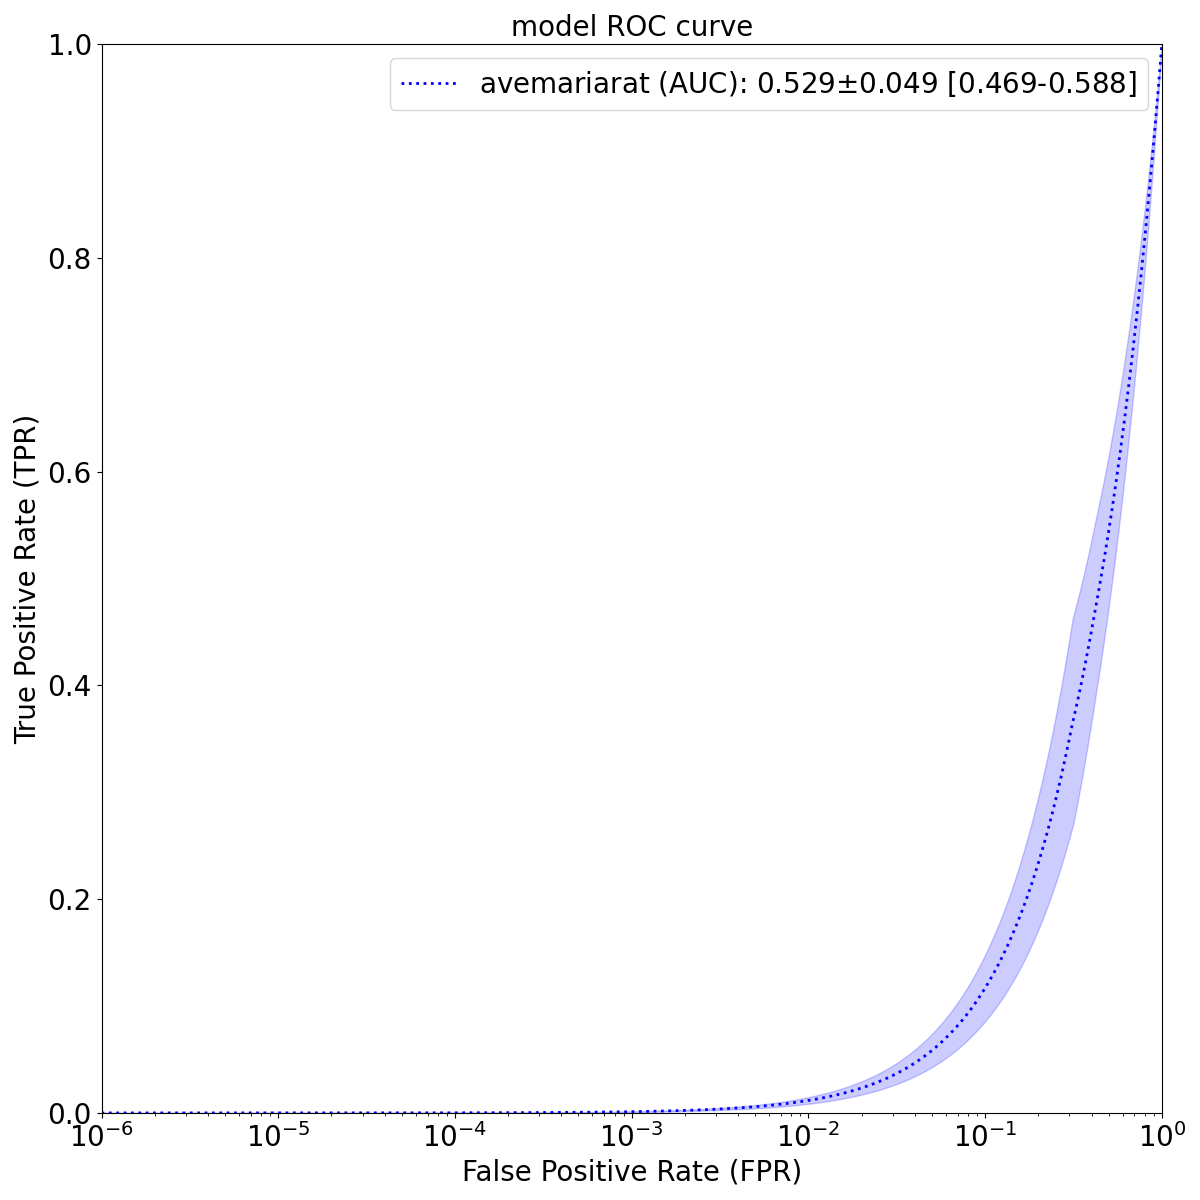 model ROC curve
avemariarat (AUC): 0.529±0.049 [0.469-0.588]
True Positive Rate (TPR)
1.0
0.8
0.6
0.4
0.2
0.0
10⁻⁶ 10⁻⁵ 10⁻⁴ 10⁻³ 10⁻² 10⁻¹ 10⁰
False Positive Rate (FPR)